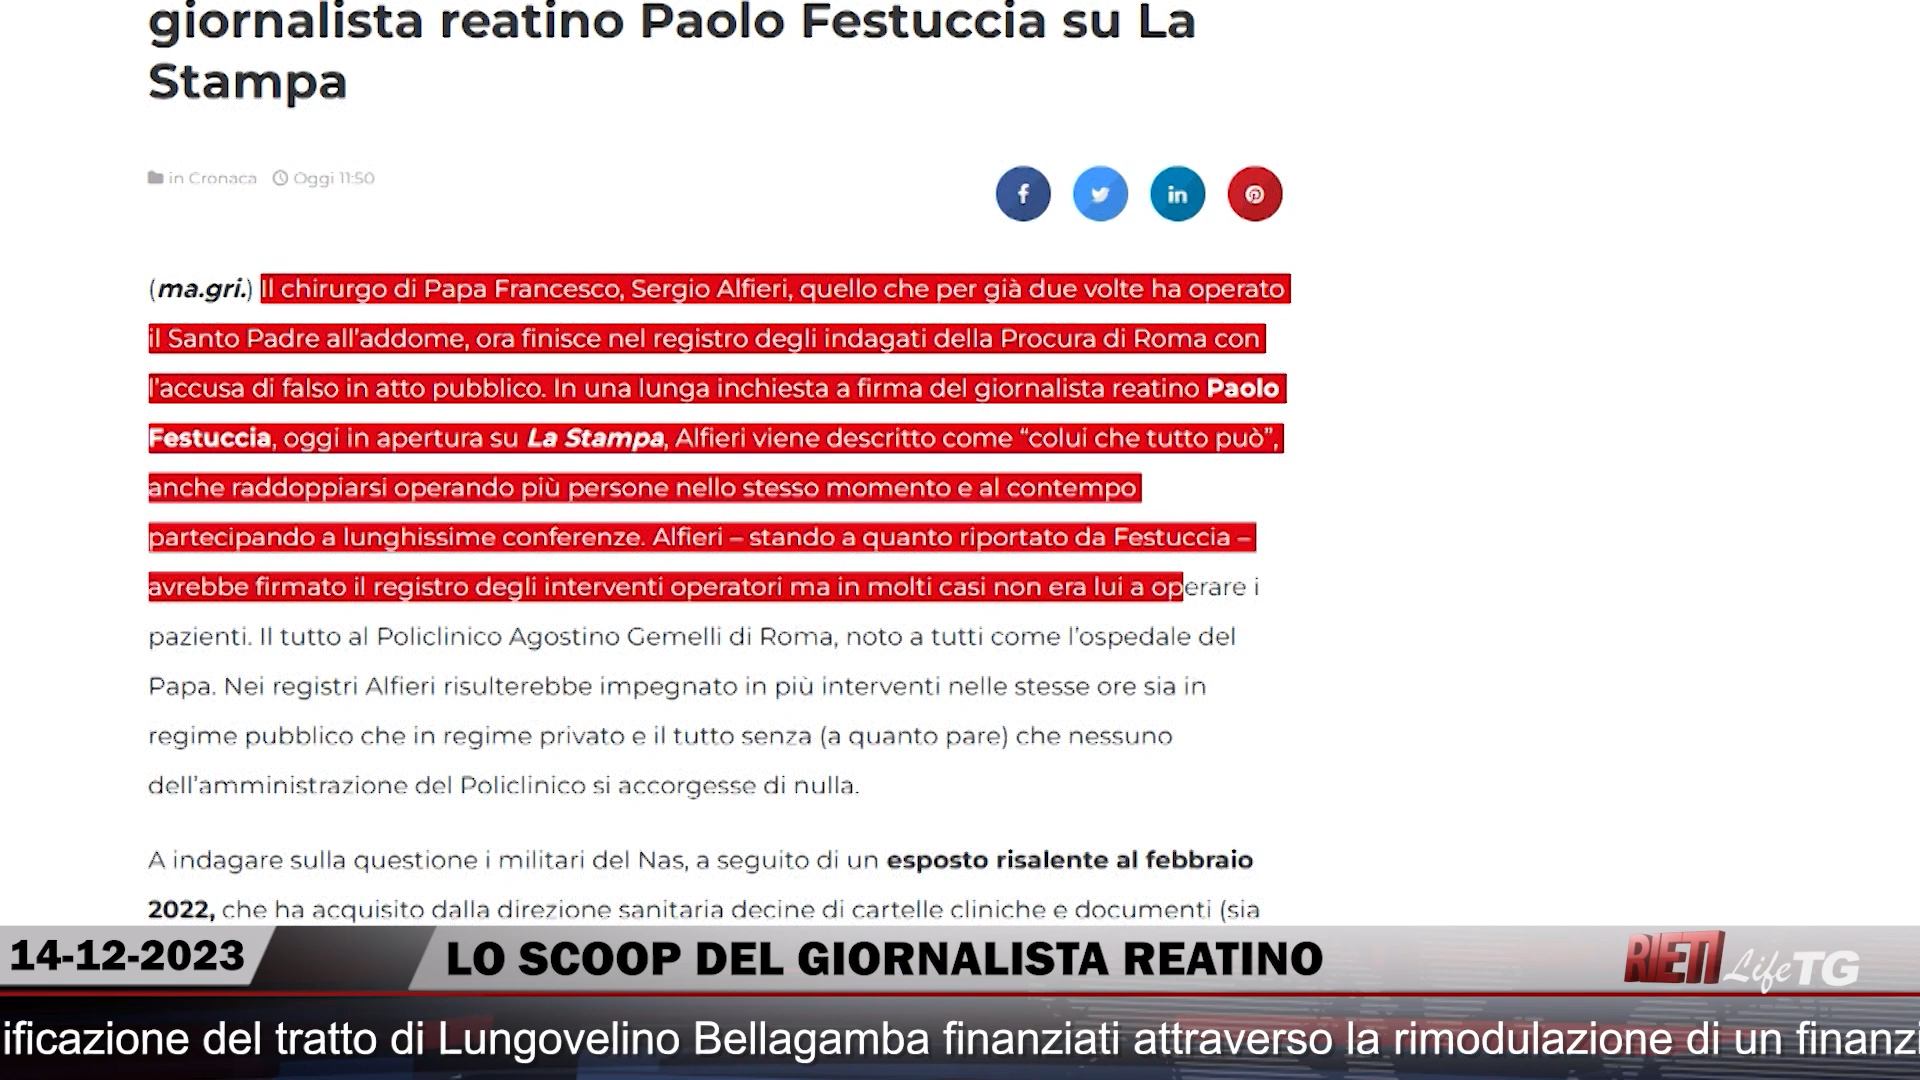 giornalista reatino Paolo Festuccia su La
Stampa
in Cronaca Oggi 11:50
(ma.gri.) Il chirurgo di Papa Francesco, Sergio Alfieri, quello che per già due volte ha operato
il Santo Padre all'addome, ora finisce nel registro degli indagati della Procura di Roma con
l'accusa di falso in atto pubblico. In una lunga inchiesta a firma del giornalista reatino Paolo
Festuccia, oggi in apertura su La Stampa, Alfieri viene descritto come “colui che tutto può”,
anche raddoppiarsi operando più persone nello stesso momento e al contempo
partecipando a lunghissime conferenze. Alfieri – stando a quanto riportato da Festuccia –
avrebbe firmato il registro degli interventi operatori ma in molti casi non era lui a operare i
pazienti. Il tutto al Policlinico Agostino Gemelli di Roma, noto a tutti come l'ospedale del
Papa. Nei registri Alfieri risulterebbe impegnato in più interventi nelle stesse ore sia in
regime pubblico che in regime privato e il tutto senza (a quanto pare) che nessuno
dell'amministrazione del Policlinico si accorgesse di nulla.
A indagare sulla questione i militari del Nas, a seguito di un esposto risalente al febbraio
2022, che ha acquisito dalla direzione sanitaria decine di cartelle cliniche e documenti (sia
14-12-2023
LO SCOOP DEL GIORNALISTA REATINO
RIETI Life TG
ificazione del tratto di Lungovelino Bellagamba finanziati attraverso la rimodulazione di un finanzi